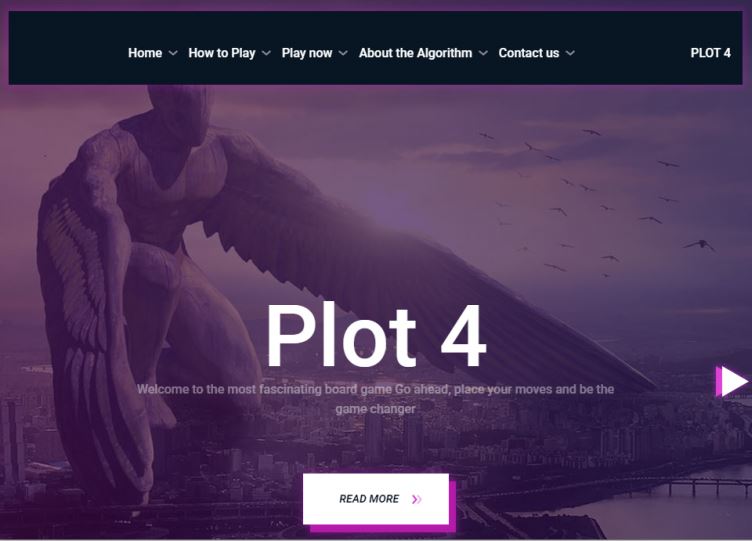 Home How to Play Play now About the Algorithm Contact us PLOT 4
Plot 4
Welcome to the most fascinating board game Go ahead, place your moves and be the
game changer
READ MORE